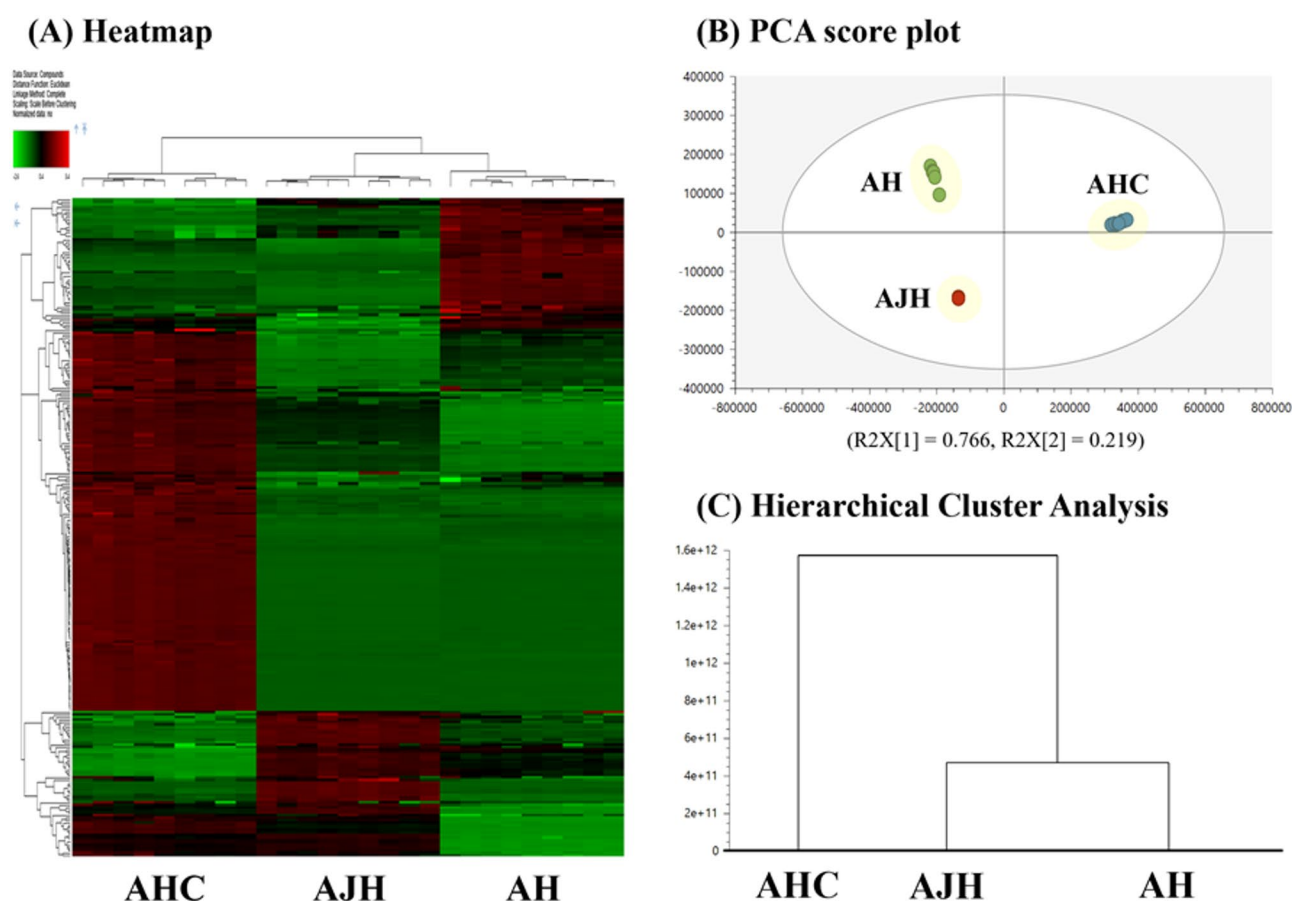 (A) Heatmap
Data Source: Compounds
Distance Function: Euclidean
Linkage Method: Complete
Scaling: Scale Before Clustering
Normalized data: no
AHC
AJH
AH
(B) PCA score plot
400000
300000
200000
100000
0
-100000
-200000
-300000
-400000
AH
AHC
AJH
-800000 -600000 -400000 -200000 0 200000 400000 600000 800000
(R2X[1] = 0.766, R2X[2] = 0.219)
(C) Hierarchical Cluster Analysis
1.6e+12
1.4e+12
1.2e+12
1e+12
8e+11
6e+11
4e+11
2e+11
0
AHC
AJH
AH